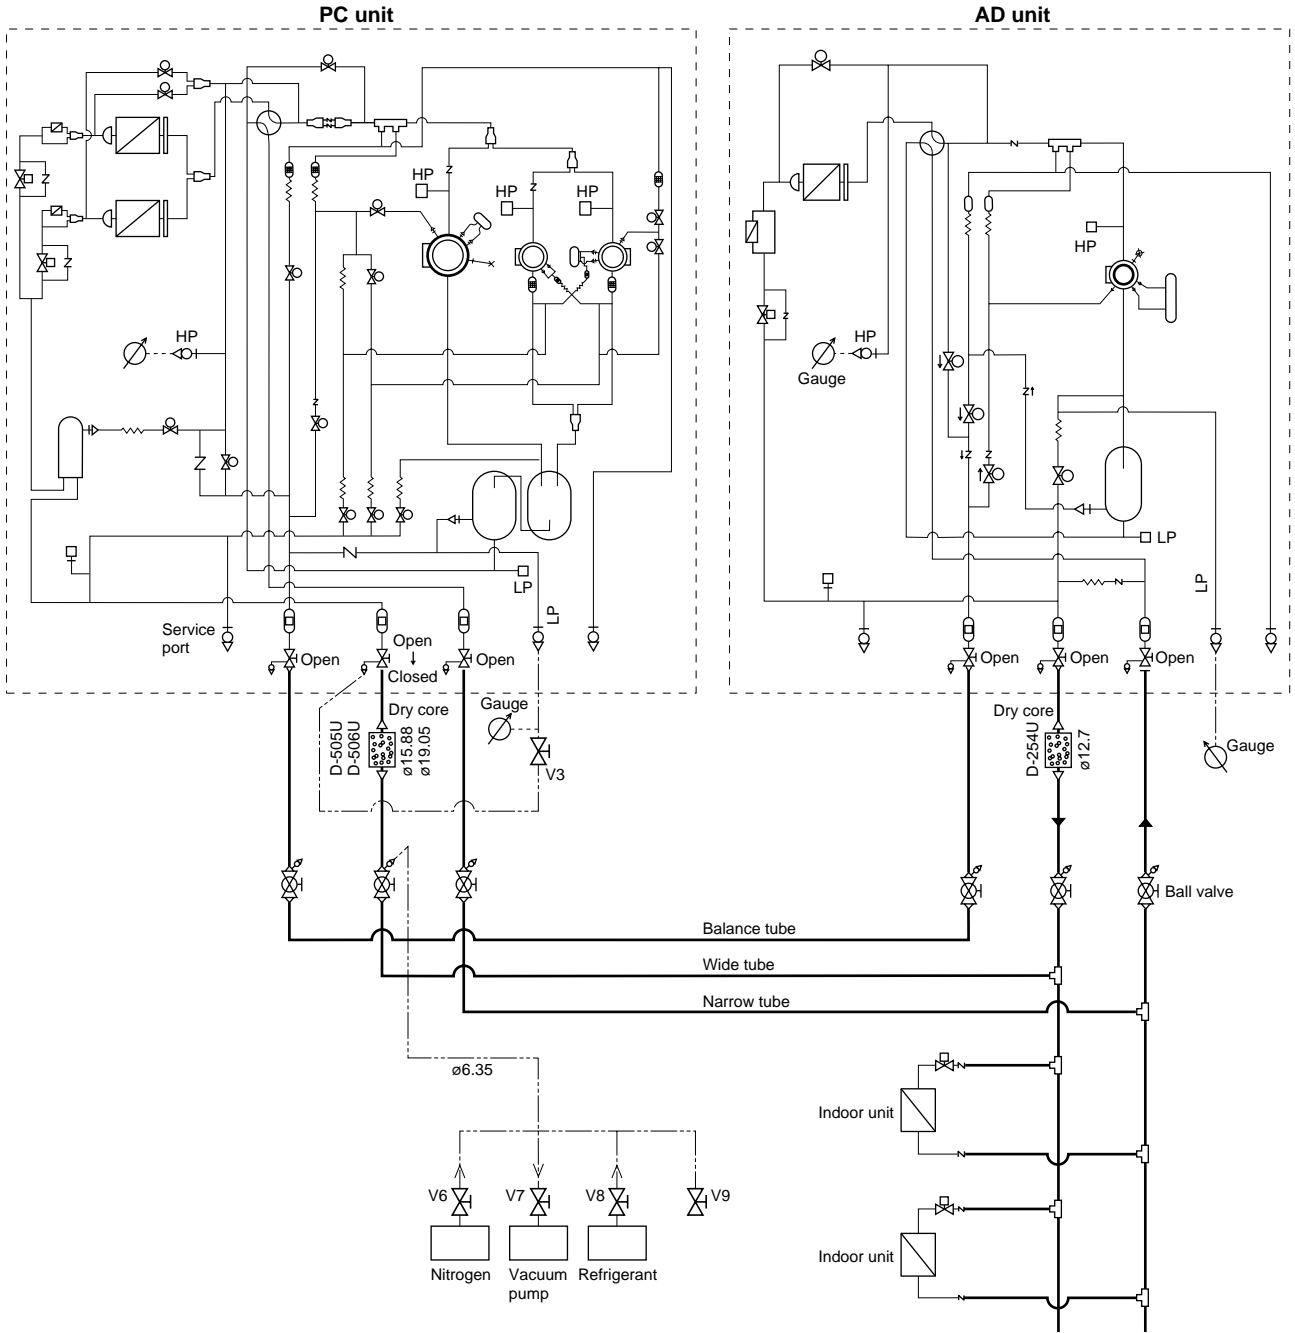 PC unit
AD unit
HP
HP
HP
HP
HP
HP
Gauge
LP
LP
LP
LP
Service
port
Open
Open
Closed
Open
Open
Open
Open
Gauge
Dry core
D-505U
D-506U
ø15.88
ø19.05
V3
Dry core
D-254U
ø12.7
Gauge
Ball valve
Balance tube
Wide tube
Narrow tube
ø6.35
Indoor unit
V6
V7
V8
V9
Indoor unit
Nitrogen
Vacuum
pump
Refrigerant